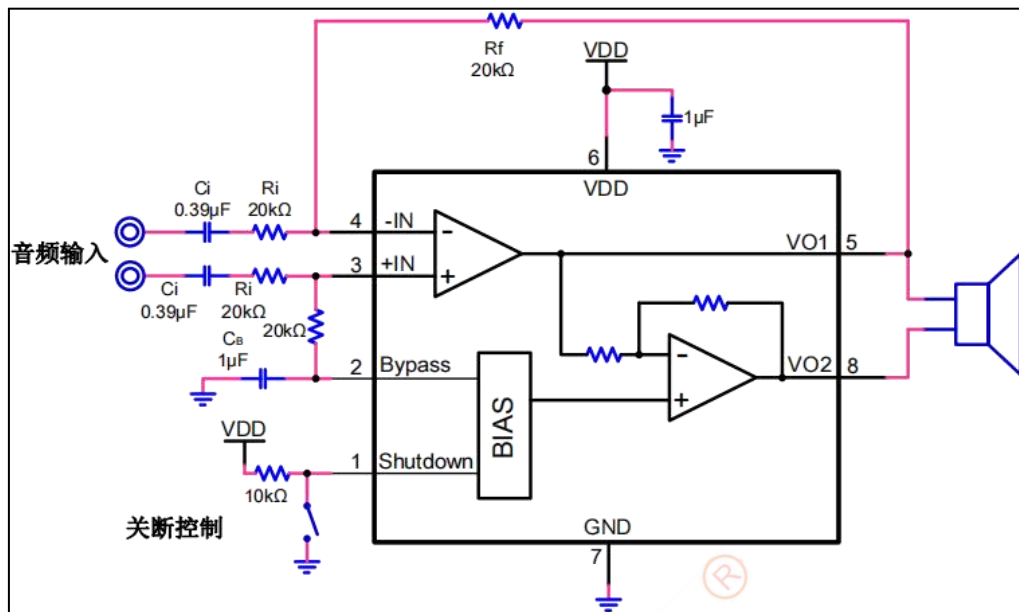 Rf
20kΩ
VDD
1μF
6
VDD
Ci
0.39μF
Ri
20kΩ
4
-IN
-
VO1
5
音频输入
3
+IN
+
Ci
0.39μF
Ri
20kΩ
20kΩ
CB
1μF
2
Bypass
-
+
VO2
8
BIAS
VDD
1
Shutdown
10kΩ
关断控制
GND
7
®